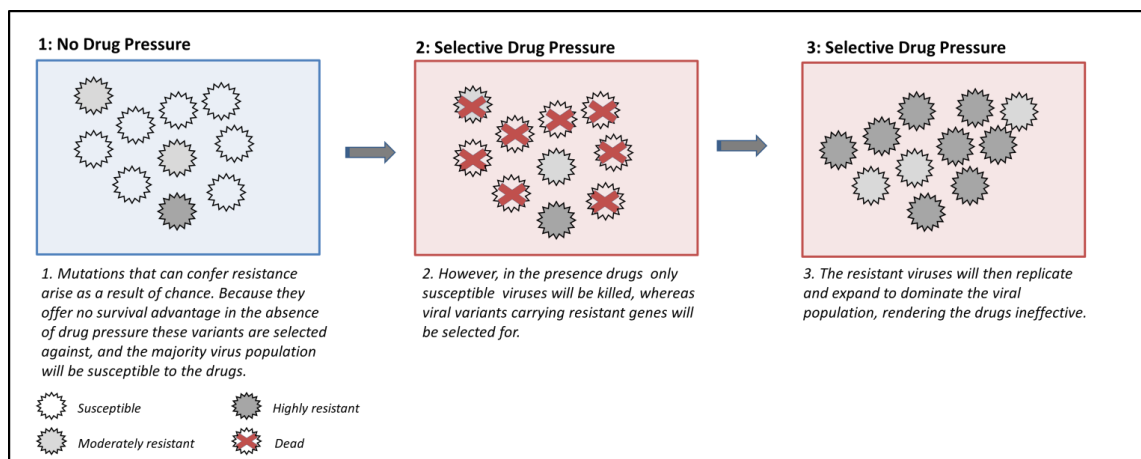 1: No Drug Pressure
2: Selective Drug Pressure
3: Selective Drug Pressure
1. Mutations that can confer resistance
arise as a result of chance. Because they
offer no survival advantage in the absence
of drug pressure these variants are selected
against, and the majority virus population
will be susceptible to the drugs.
2. However, in the presence drugs only
susceptible viruses will be killed, whereas
viral variants carrying resistant genes will
be selected for.
3. The resistant viruses will then replicate
and expand to dominate the viral
population, rendering the drugs ineffective.
Susceptible
Highly resistant
Moderately resistant
Dead